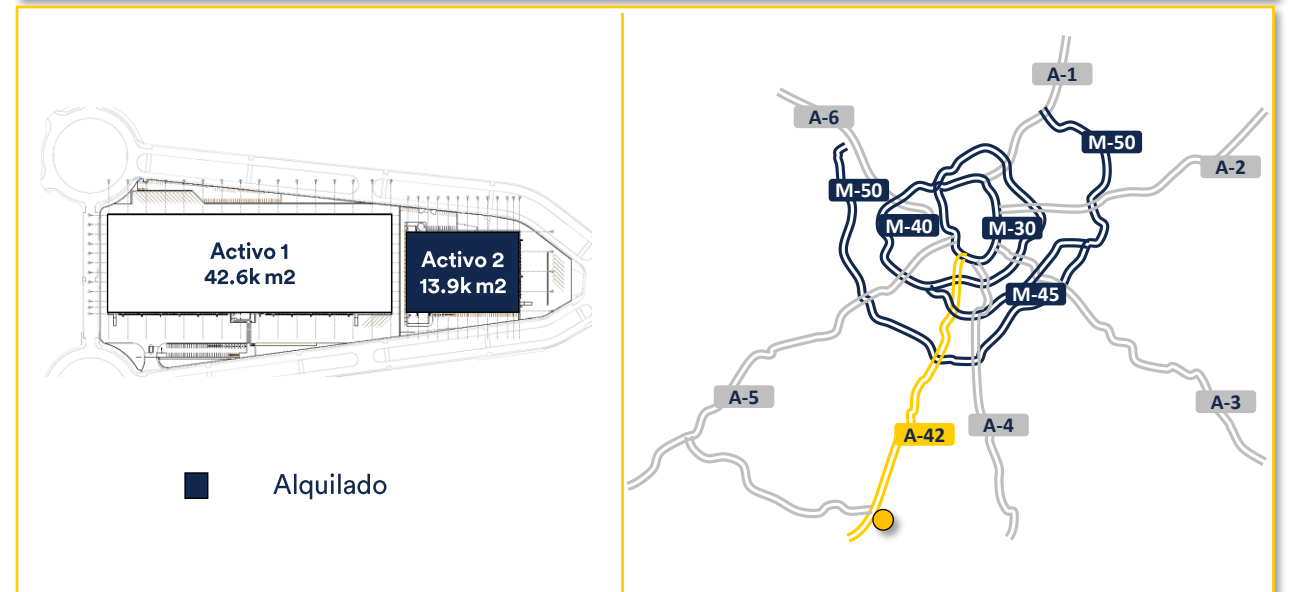 Activo 1
42.6k m2
Activo 2
13.9k m2
Alquilado
A-1
A-6
M-50
A-2
M-50
M-40
M-30
M-45
A-5
A-3
A-42
A-4